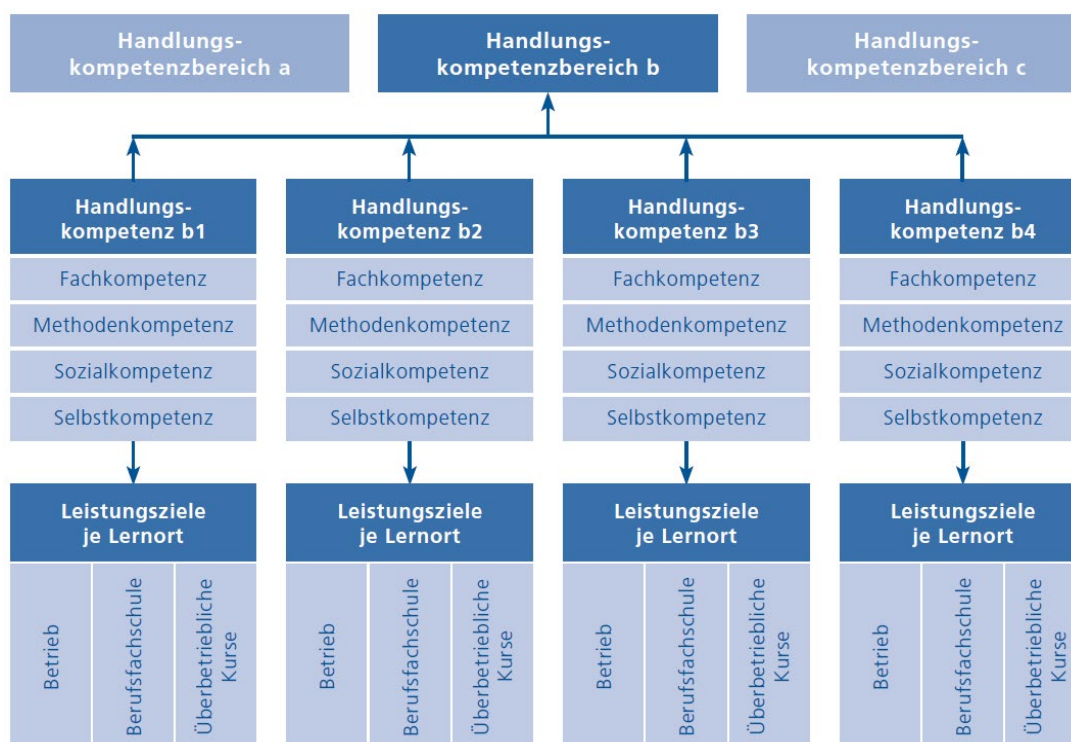 Handlungs-
kompetenzbereich a
Handlungs-
kompetenzbereich b
Handlungs-
kompetenzbereich c
Handlungs-
kompetenz b1
Fachkompetenz
Methodenkompetenz
Sozialkompetenz
Selbstkompetenz
Leistungsziele
je Lernort
Betrieb
Berufsfachschule
Überbetriebliche
Kurse
Handlungs-
kompetenz b2
Fachkompetenz
Methodenkompetenz
Sozialkompetenz
Selbstkompetenz
Leistungsziele
je Lernort
Betrieb
Berufsfachschule
Überbetriebliche
Kurse
Handlungs-
kompetenz b3
Fachkompetenz
Methodenkompetenz
Sozialkompetenz
Selbstkompetenz
Leistungsziele
je Lernort
Betrieb
Berufsfachschule
Überbetriebliche
Kurse
Handlungs-
kompetenz b4
Fachkompetenz
Methodenkompetenz
Sozialkompetenz
Selbstkompetenz
Leistungsziele
je Lernort
Betrieb
Berufsfachschule
Überbetriebliche
Kurse